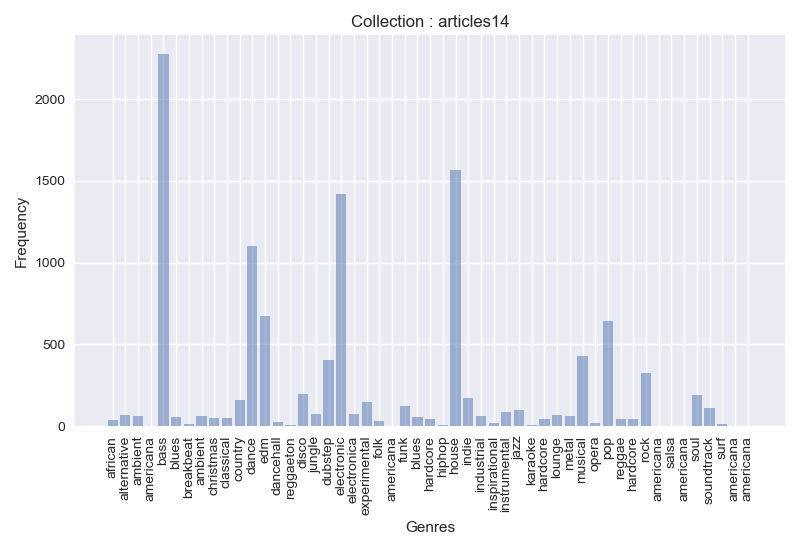 Collection : articles14
2000
1500
1000
500
0
Frequency
african
alternative
ambient
americana
bass
blues
breakbeat
ambient
christmas
classical
country
dance
edm
dancehall
reggaeton
disco
jungle
dubstep
electronic
electronica
experimental
folk
americana
funk
blues
hardcore
hiphop
house
indie
industrial
inspirational
instrumental
jazz
karaoke
hardcore
lounge
metal
musical
opera
pop
reggae
hardcore
rock
americana
salsa
americana
soul
soundtrack
surf
americana
americana
Genres